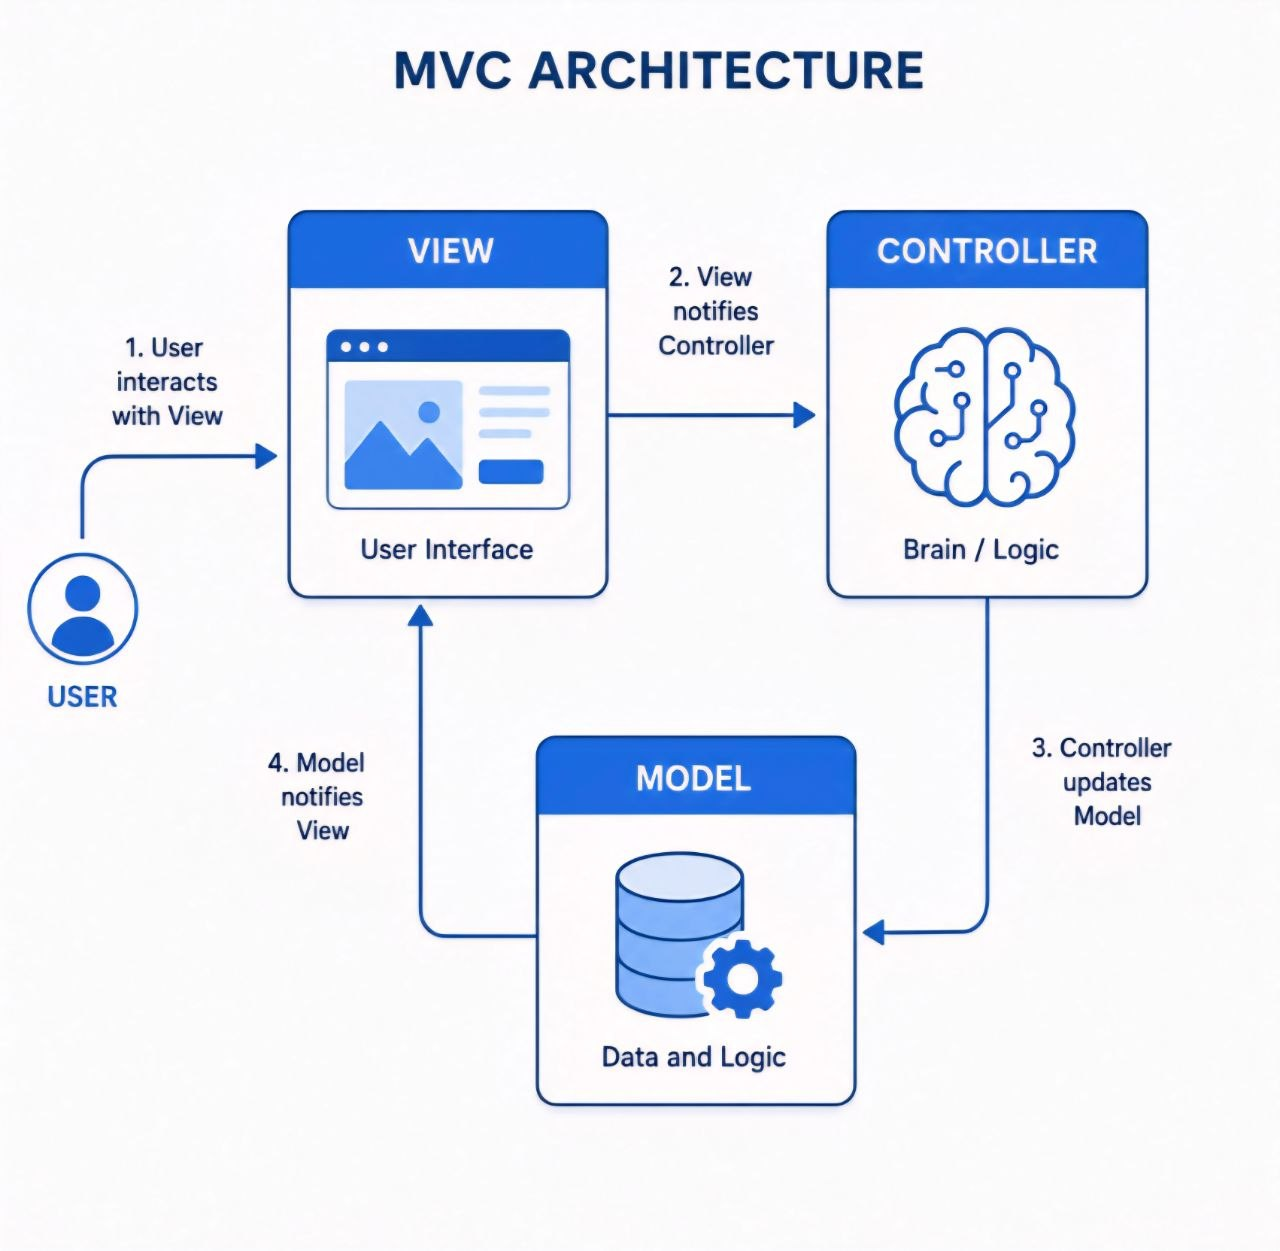 MVC ARCHITECTURE
VIEW
CONTROLLER
1. User
interacts
with View
2. View
notifies
Controller
User Interface
Brain / Logic
USER
4. Model
notifies
View
MODEL
3. Controller
updates
Model
Data and Logic